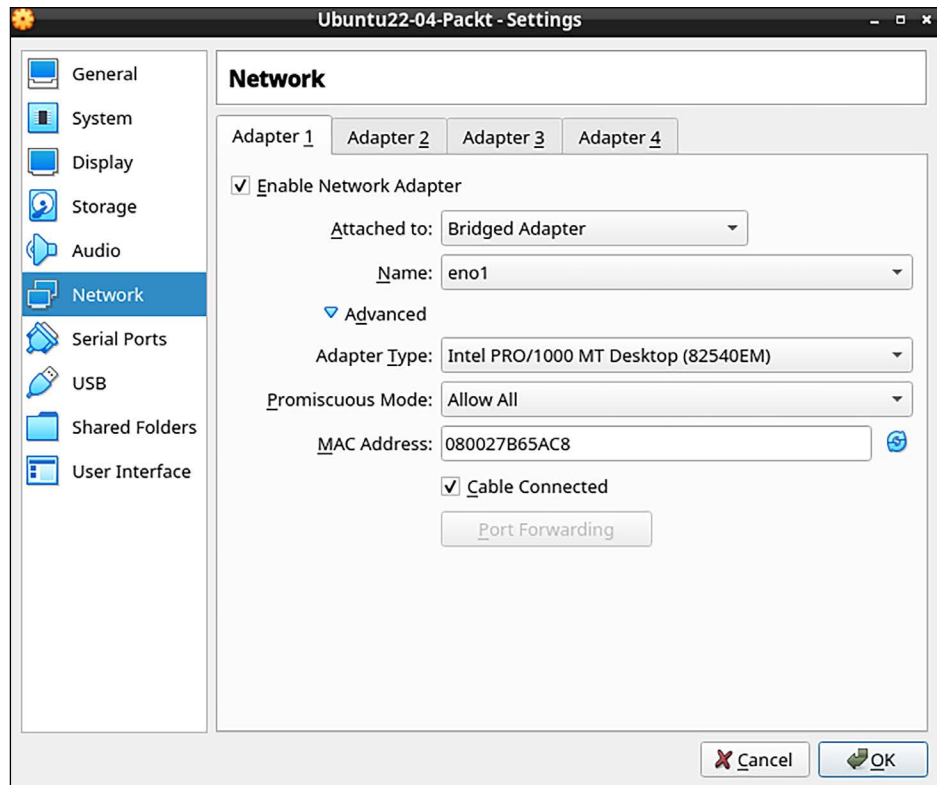 Ubuntu22-04-Packt - Settings
General
System
Display
Storage
Audio
Network
Serial Ports
USB
Shared Folders
User Interface
Network
Adapter 1 Adapter 2 Adapter 3 Adapter 4
Enable Network Adapter
Attached to: Bridged Adapter
Name: eno1
Advanced
Adapter Type: Intel PRO/1000 MT Desktop (82540EM)
Promiscuous Mode: Allow All
MAC Address: 080027B65AC8
Cable Connected
Port Forwarding
Cancel OK